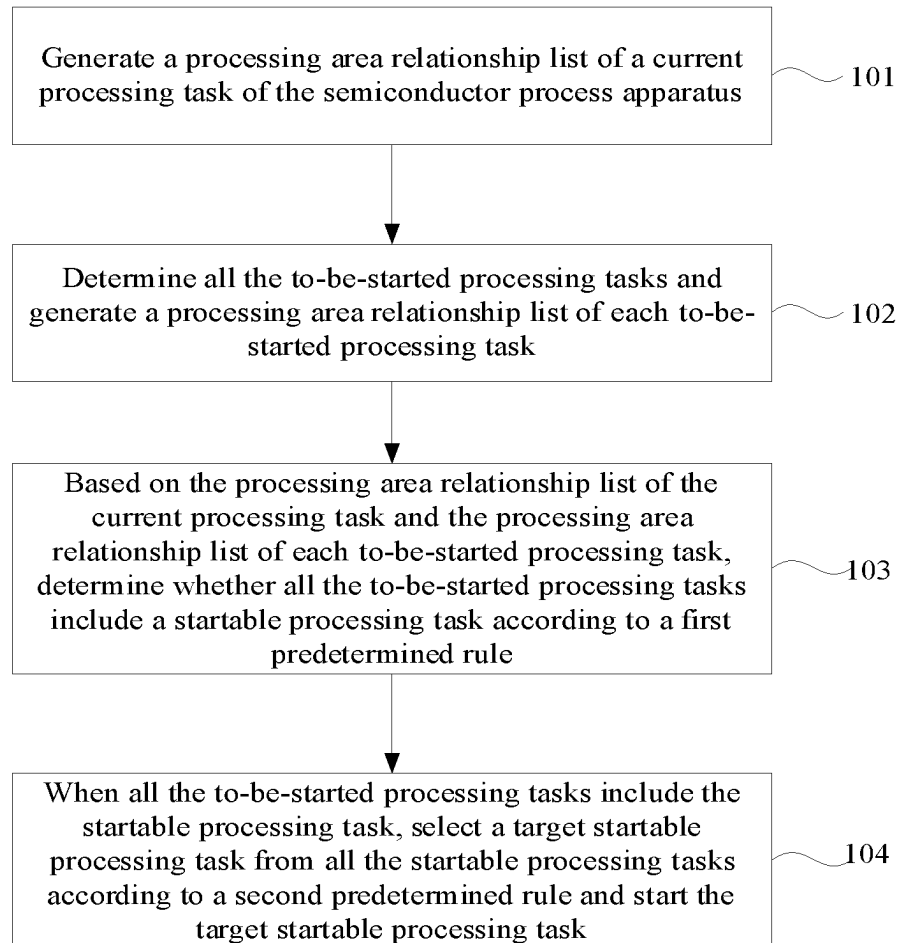 Generate a processing area relationship list of a current
processing task of the semiconductor process apparatus
101
Determine all the to-be-started processing tasks and
generate a processing area relationship list of each to-be-
started processing task
102
Based on the processing area relationship list of the
current processing task and the processing area
relationship list of each to-be-started processing task,
determine whether all the to-be-started processing tasks
include a startable processing task according to a first
predetermined rule
103
When all the to-be-started processing tasks include the
startable processing task, select a target startable
processing task from all the startable processing tasks
according to a second predetermined rule and start the
target startable processing task
104